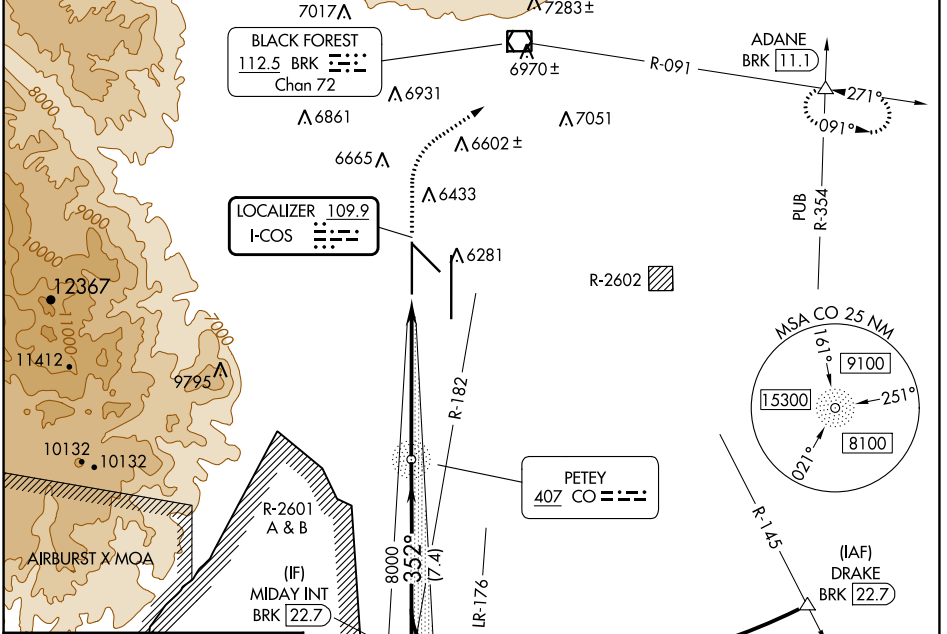 7017
7283±
BLACK FOREST
112.5 BRK
Chan 72
6970±
R-091
ADANE
BRK 11.1
271°
091°
8000
6931
6861
7051
6602±
6665
6433
PUB
R-354
9000
LOCALIZER 109.9
I-COS
10000
6281
R-2602
12367
11000
7000
MSA CO 25 NM
161°
9100
15300
251°
8100
021°
11412
9795
R-182
10132
10132
PETEY
407 CO
R-2601
A & B
R-145
AIRBURST X MOA
8000
352°
(7.4)
LR-176
(IF)
MIDAY INT
BRK 22.7
(IAF)
DRAKE
BRK 22.7